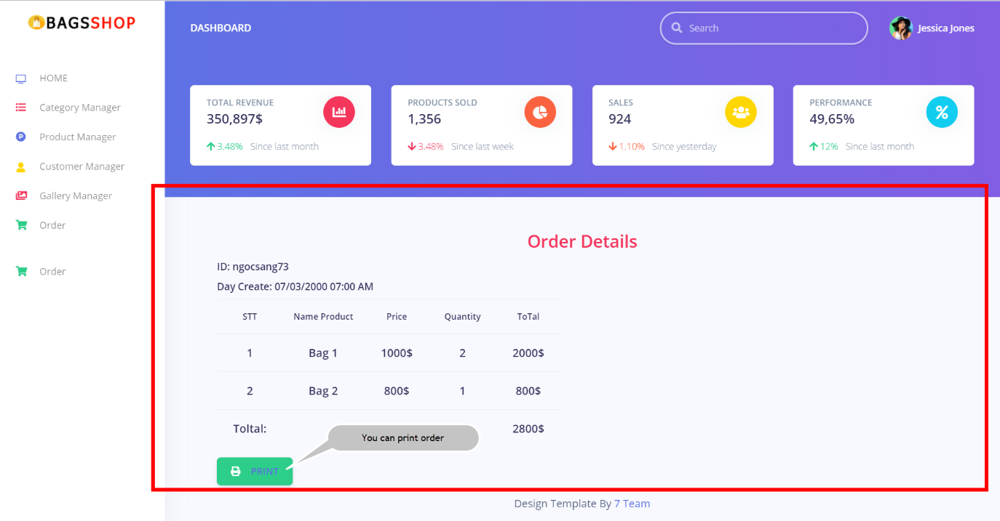 BAGSSHOP
DASHBOARD
Search
Jessica Jones
HOME
Category Manager
Product Manager
Customer Manager
Gallery Manager
Order
Order
TOTAL REVENUE
350,897$
3.48% Since last month
PRODUCTS SOLD
1,356
3.48% Since last week
SALES
924
1.10% Since yesterday
PERFORMANCE
49,65%
%
12% Since last month
Order Details
ID: ngocsang73
Day Create: 07/03/2000 07:00 AM
STT Name Product Price Quantity ToTal
1 Bag 1 1000$ 2 2000$
2 Bag 2 800$ 1 800$
Toltal: 2800$
You can print order
PRINT
Design Template By 7 Team